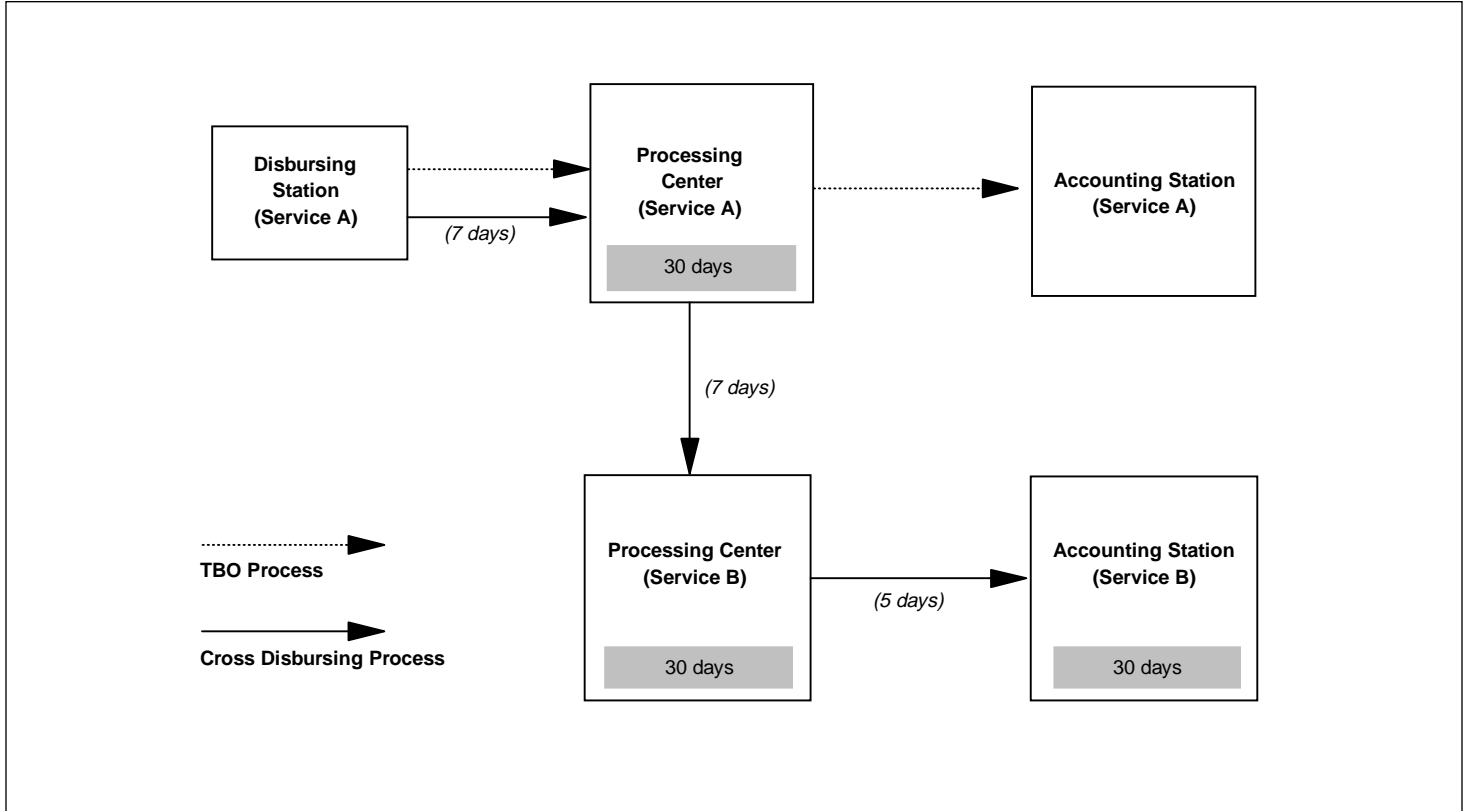 Disbursing
Station
(Service A)
(7 days)
Processing
Center
(Service A)
30 days
Accounting Station
(Service A)
(7 days)
Processing Center
(Service B)
30 days
(5 days)
Accounting Station
(Service B)
30 days
TBO Process
Cross Disbursing Process